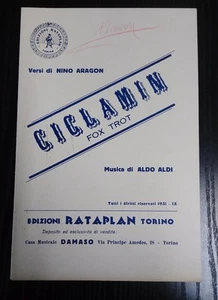 Versi di NINO ARAGON
CICLAMIN
FOX TROT
Musica di ALDO ALDI
Tutti i diritti riservati 1931 - IX
EDIZIONI RATAPLAN TORINO
Deposito ed esclusività di vendita:
Casa Musicale DAMASO Via Principe Amedeo, 28 - Torino